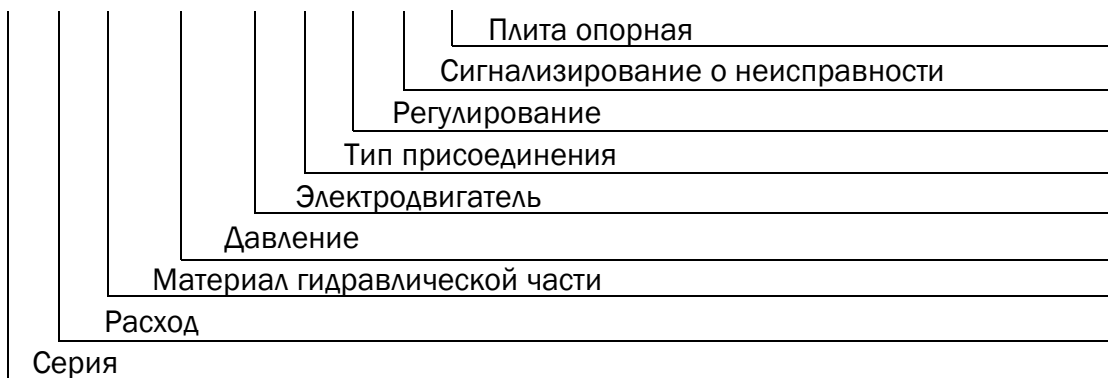 Плита опорная
Сигнализирование о неисправности
Регулирование
Тип присоединения
Электродвигатель
Давление
Материал гидравлической части
Расход
Серия